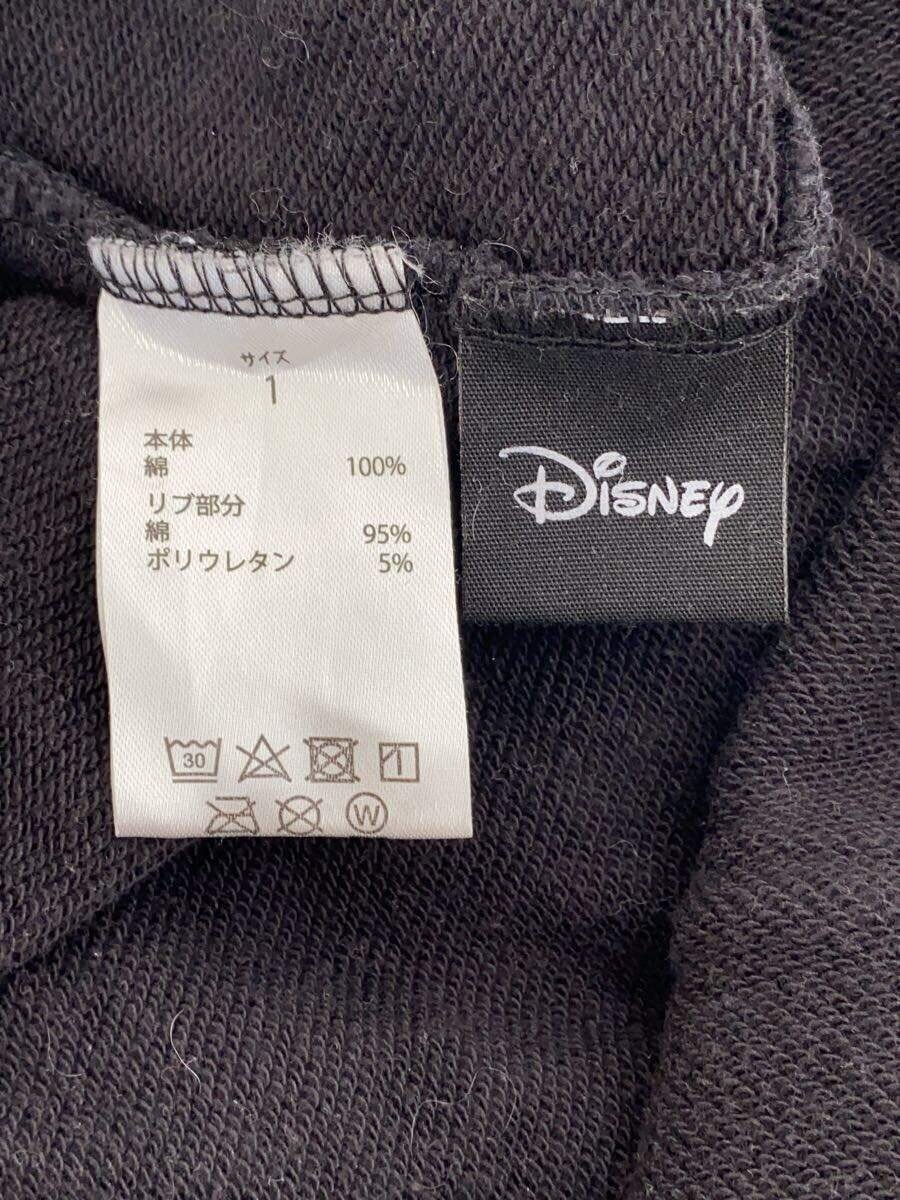 サイズ
1
本体
綿 100%
リブ部分
綿 95%
ポリウレタン 5%
30
W
Disney